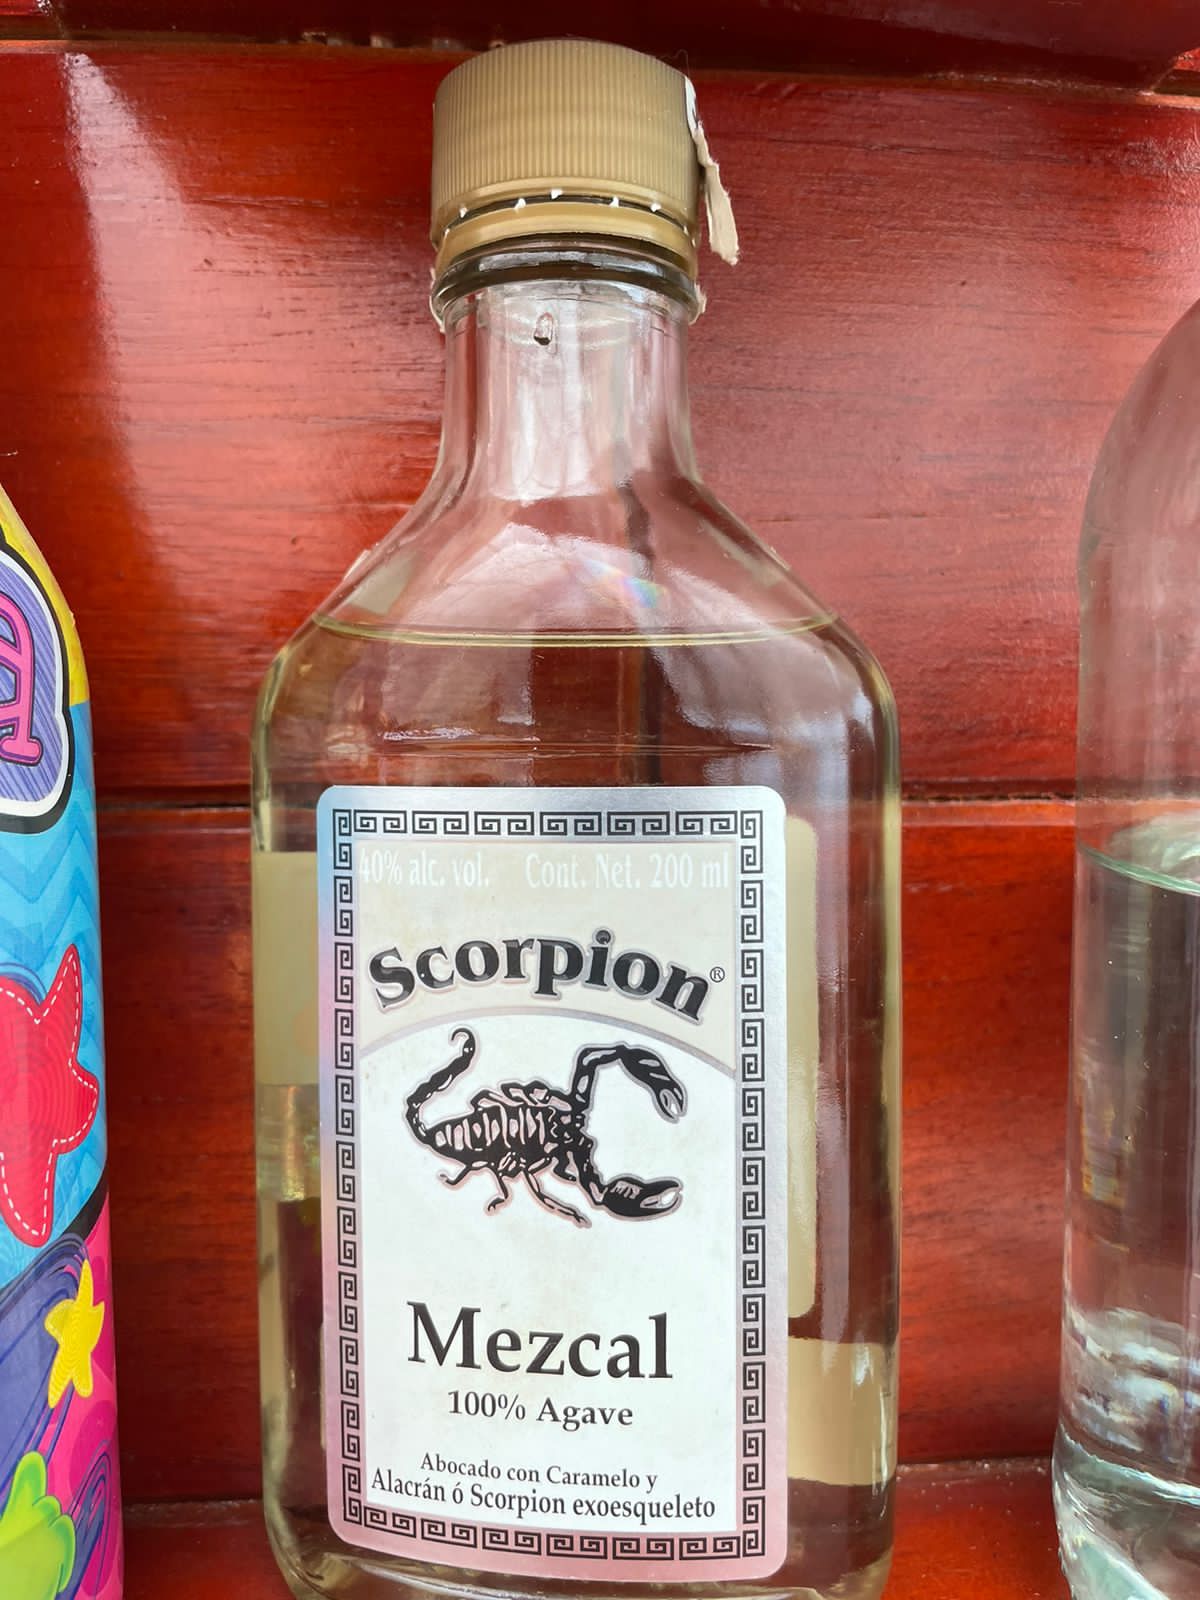 40% alc. vol. Cont. Net. 200 ml
Scorpion®
Mezcal
100% Agave
Abocado con Caramelo y
Alacrán ó Scorpion exoesqueleto